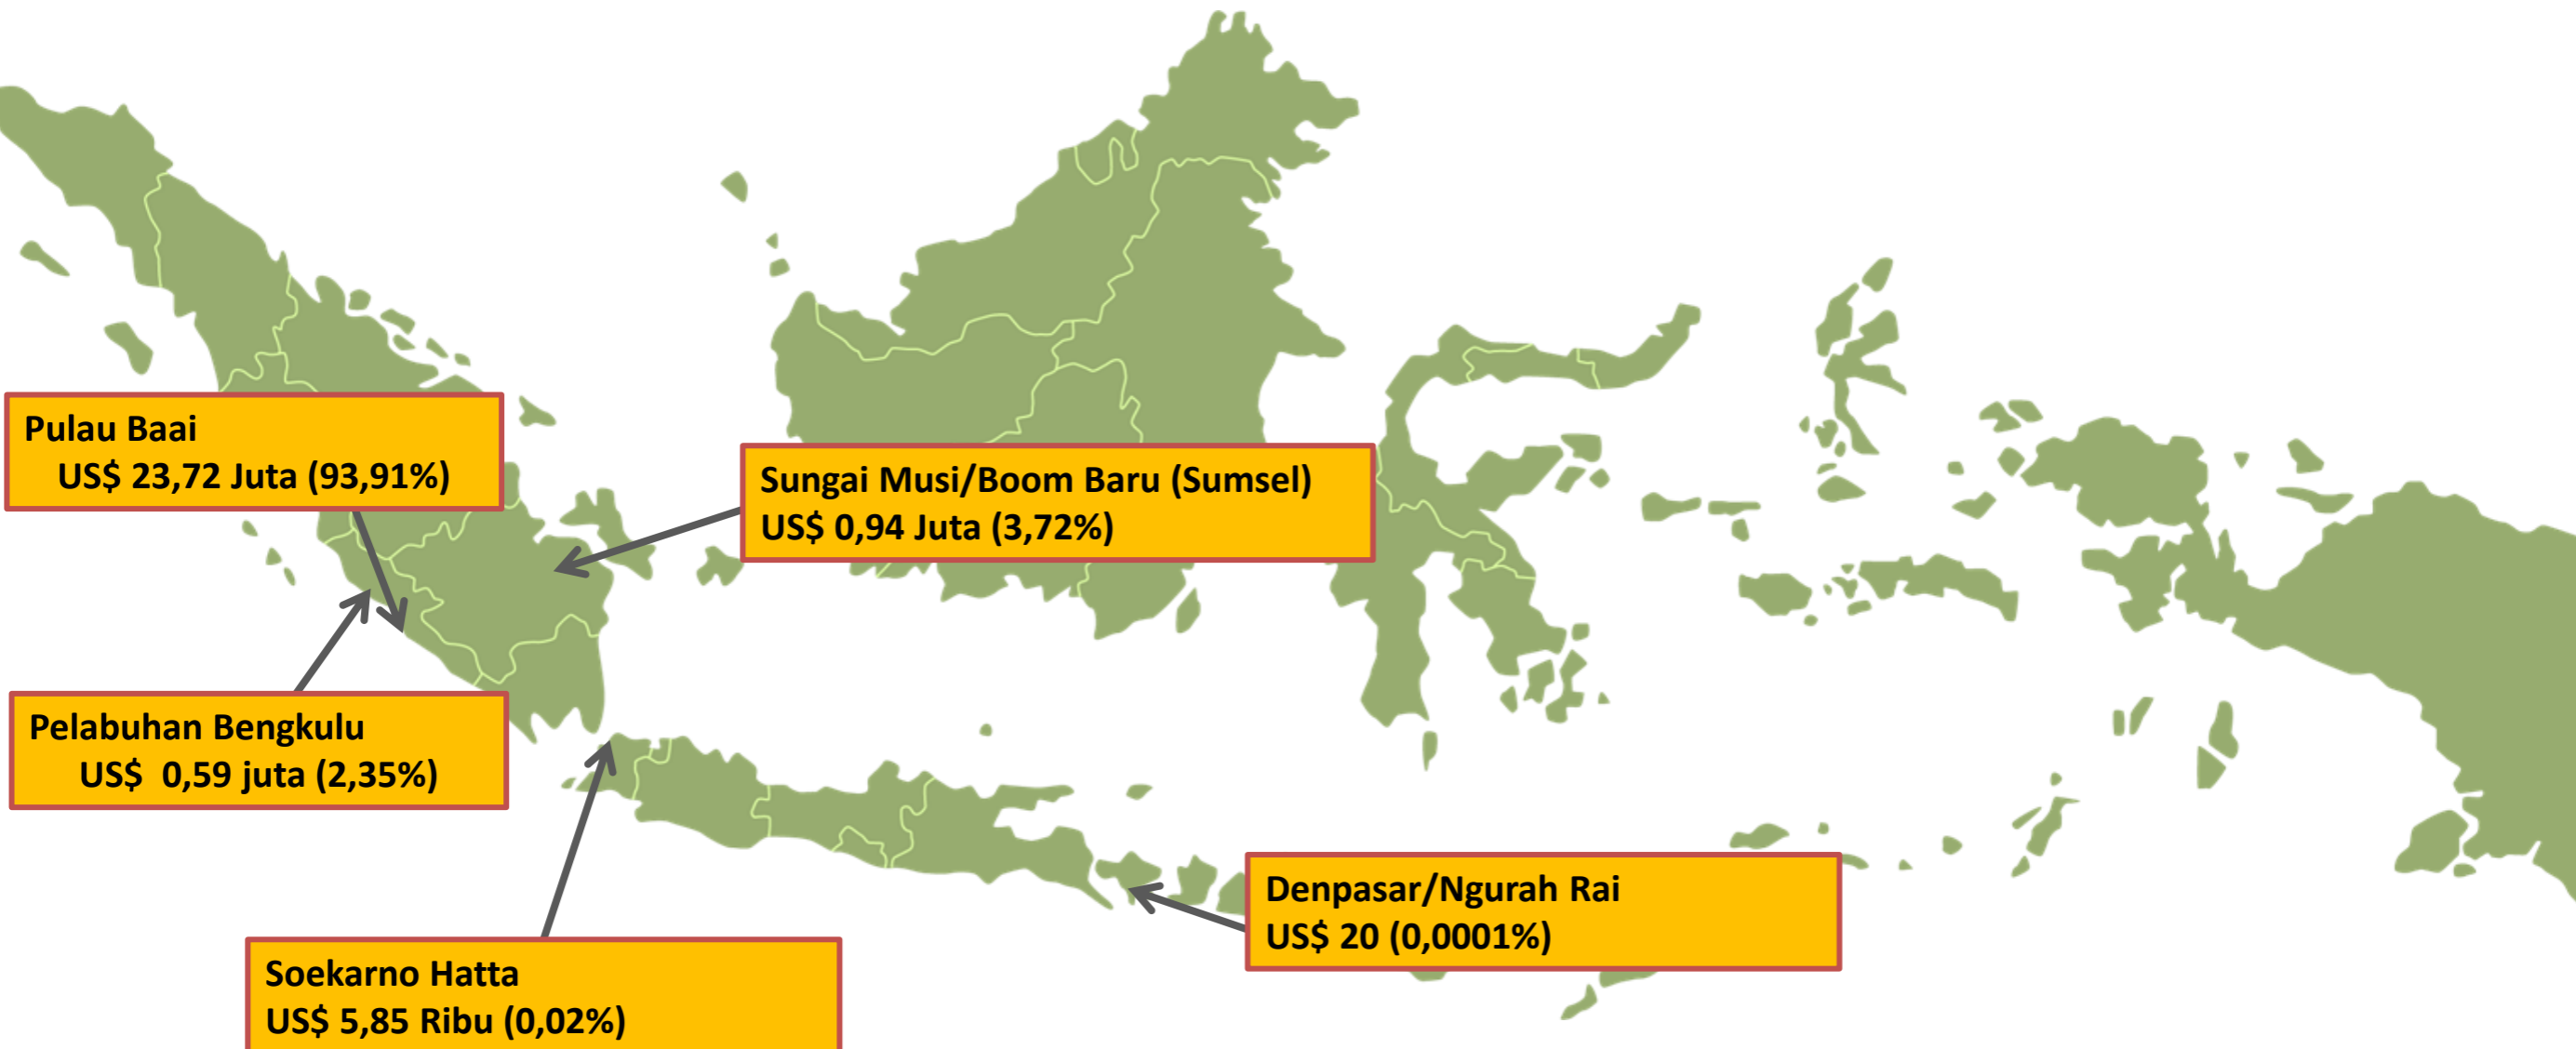 Pulau Baai
US$ 23,72 Juta (93,91%)
Sungai Musi/Boom Baru (Sumsel)
US$ 0,94 Juta (3,72%)
Pelabuhan Bengkulu
US$ 0,59 juta (2,35%)
Denpasar/Ngurah Rai
US$ 20 (0,0001%)
Soekarno Hatta
US$ 5,85 Ribu (0,02%)